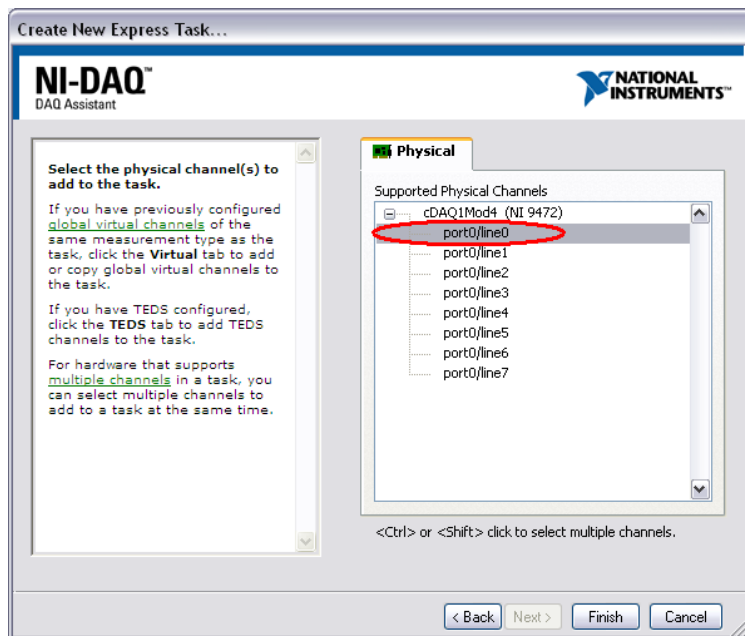 Create New Express Task...
NI-DAQ™
DAQ Assistant
NATIONAL
INSTRUMENTS™
Select the physical channel(s) to
add to the task.
If you have previously configured
global virtual channels of the
same measurement type as the
task, click the Virtual tab to add
or copy global virtual channels to
the task.
If you have TEDS configured,
click the TEDS tab to add TEDS
channels to the task.
For hardware that supports
multiple channels in a task, you
can select multiple channels to
add to a task at the same time.
Physical
Supported Physical Channels
cDAQ1Mod4 (NI 9472)
port0/line0
port0/line1
port0/line2
port0/line3
port0/line4
port0/line5
port0/line6
port0/line7
<Ctrl> or <Shift> click to select multiple channels.
< Back
Next >
Finish
Cancel